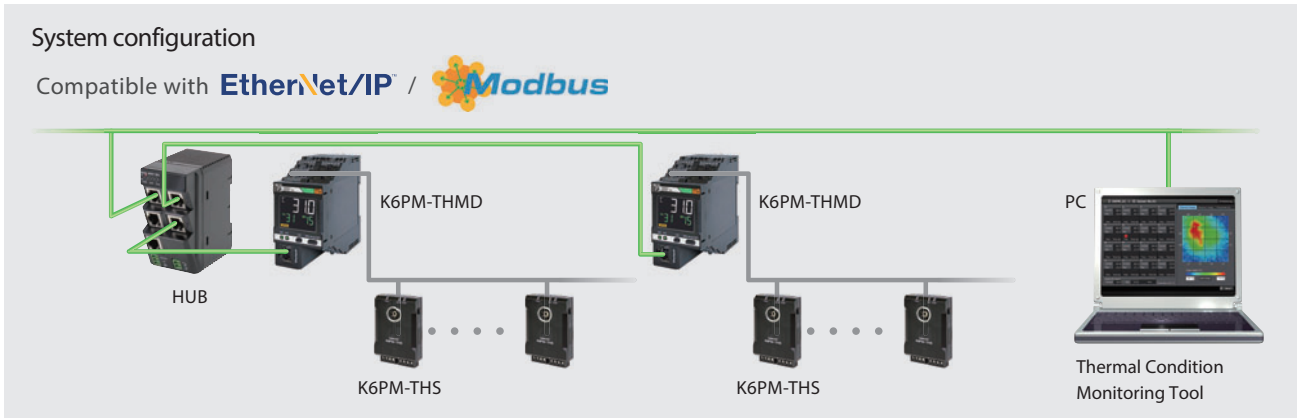 System configuration
Compatible with EtherNet/IP™ / Modbus
K6PM-THMD
K6PM-THMD
PC
HUB
K6PM-THS
K6PM-THS
Thermal Condition
Monitoring Tool